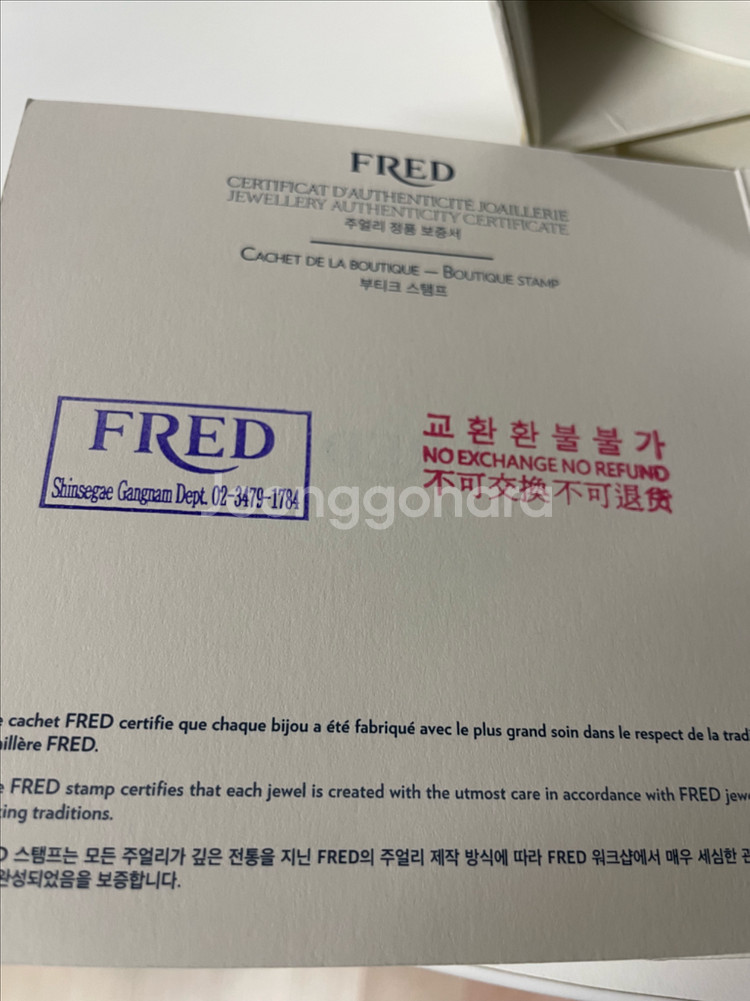 FRED
CERTIFICAT D'AUTHENTICITÉ JOAILLERIE
JEWELLERY AUTHENTICITY CERTIFICATE
주얼리 정품 보증서
CACHET DE LA BOUTIQUE — BOUTIQUE STAMP
부티크 스탬프
FRED
Shinsegae Gangnam Dept. 02-3479-1784
교환환불불가
NO EXCHANGE NO REFUND
不可交換 不可退货
Joonggonara
cachet FRED certifie que chaque bijou a été fabriqué avec le plus grand soin dans le respect de la
FRED.
FRED stamp certifies that each jewel is created with the utmost care in accordance with FRED
traditions.
스탬프는 모든 주얼리가 깊은 전통을 지닌 FRED의 주얼리 제작 방식에 따라 FRED 워크샵에서 매우 세심한
완성되었음을 보증합니다.